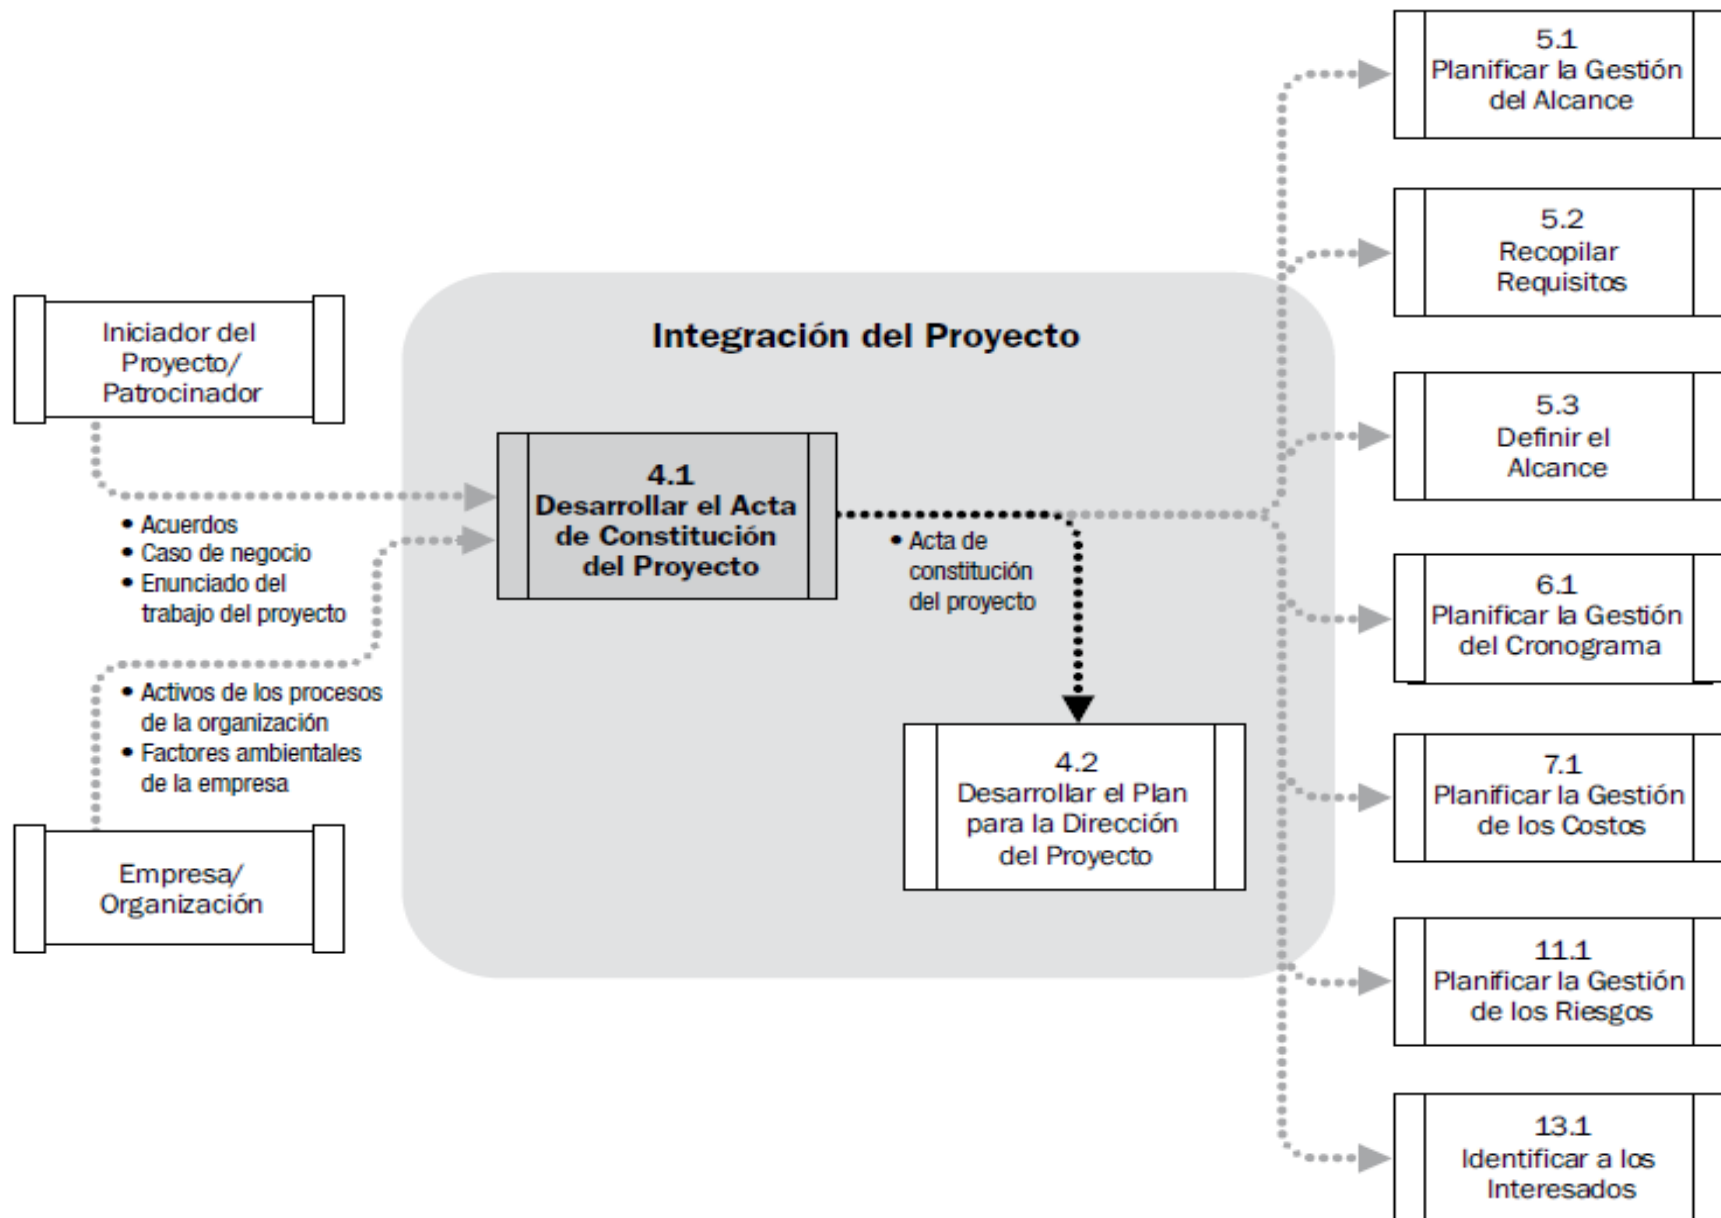 Iniciador del
Proyecto/
Patrocinador
• Acuerdos
• Caso de negocio
• Enunciado del
trabajo del proyecto
• Activos de los procesos
de la organización
• Factores ambientales
de la empresa
Empresa/
Organización
Integración del Proyecto
4.1
Desarrollar el Acta
de Constitución
del Proyecto
• Acta de
constitución
del proyecto
4.2
Desarrollar el Plan
para la Dirección
del Proyecto
5.1
Planificar la Gestión
del Alcance
5.2
Recopilar
Requisitos
5.3
Definir el
Alcance
6.1
Planificar la Gestión
del Cronograma
7.1
Planificar la Gestión
de los Costos
11.1
Planificar la Gestión
de los Riesgos
13.1
Identificar a los
Interesados